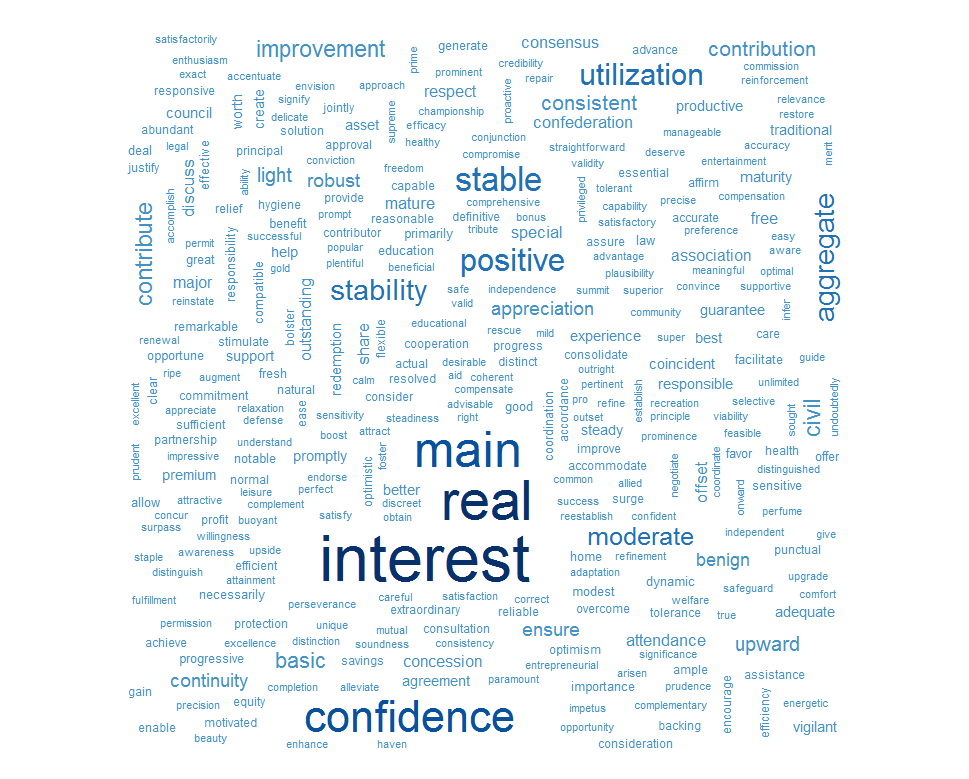 satisfactorily
improvement
prime
generate
consensus
advance
contribution
enthusiasm
credibility
commission
exact
accentuate
envision
approach
prominent
repair
utilization
reinforcement
responsive
worth
create
signify
jointly
supreme
respect
championship
proactive
consistent
productive
relevance
council
delicate
solution
asset
efficacy
confederation
restore
abundant
approval
healthy
conjunction
manageable
traditional
deal
legal
effective
principal
conviction
compromise
straightforward
deserve
accuracy
merit
justify
discuss
ability
light
robust
freedom
stable
validity
entertainment
essential
affirm
maturity
capable
privileged
tolerant
contribute
accomplish
relief
hygiene
provide
mature
comprehensive
capability
precise
compensation
aggregate
benefit
prompt
reasonable
definitive
bonus
satisfactory
accurate
free
permit
responsibility
successful
contributor
primarily
tribute
special
preference
easy
great
help
popular
education
positive
assure
law
advantage
association
aware
gold
plentiful
beneficial
plausibility
meaningful
optimal
major
compatible
stability
safe
independence
summit
superior
convince
supportive
reinstate
bolster
outstanding
valid
appreciation
community
guarantee
infer
remarkable
redemption
share
flexible
educational
rescue
mild
experience
super
best
care
renewal
stimulate
cooperation
progress
opportune
support
actual
desirable
distinct
consolidate
coincident
facilitate
guide
ripe
augment
fresh
calm
resolved
aid
coherent
outright
excellent
clear
commitment
natural
consider
compensate
coordination
accordance
pertinent
establish
responsible
unlimited
undoubtedly
appreciate
relaxation
ease
sensitivity
steadiness
advisable
good
pro
refine
recreation
selective
sought
civil
sufficient
defense
right
outset
principle
viability
partnership
understand
boost
attract
main
steady
prominence
feasible
prudent
impressive
notable
promptly
optimistic
foster
improve
negotiate
offset
coordinate
favor
health
offer
premium
normal
endorse
accommodate
distinguished
leisure
perfect
better
real
common
allied
onward
sensitive
allow
attractive
complement
discreet
success
surge
concur
profit
buoyant
satisfy
obtain
reestablish
confident
perfume
surpass
willingness
interest
moderate
independent
give
staple
awareness
upside
home
refinement
benign
punctual
distinguish
efficient
adaptation
attainment
modest
dynamic
safeguard
upgrade
fulfillment
necessarily
perseverance
careful
satisfaction
correct
welfare
comfort
extraordinary
reliable
overcome
tolerance
true
adequate
permission
protection
unique
mutual
consultation
ensure
achieve
excellence
distinction
soundness
consistency
optimism
attendance
upward
progressive
basic
savings
concession
entrepreneurial
significance
arisen
ample
assistance
continuity
completion
alleviate
agreement
paramount
importance
prudence
gain
precision
equity
confidence
impetus
complementary
encourage
efficiency
energetic
enable
motivated
opportunity
backing
vigilant
beauty
enhance
haven
consideration